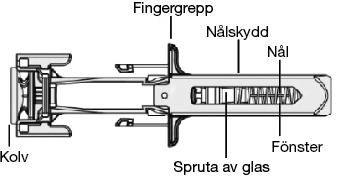 Fingergrepp
Nålskydd
Nål
Kolv
Spruta av glas
Fönster